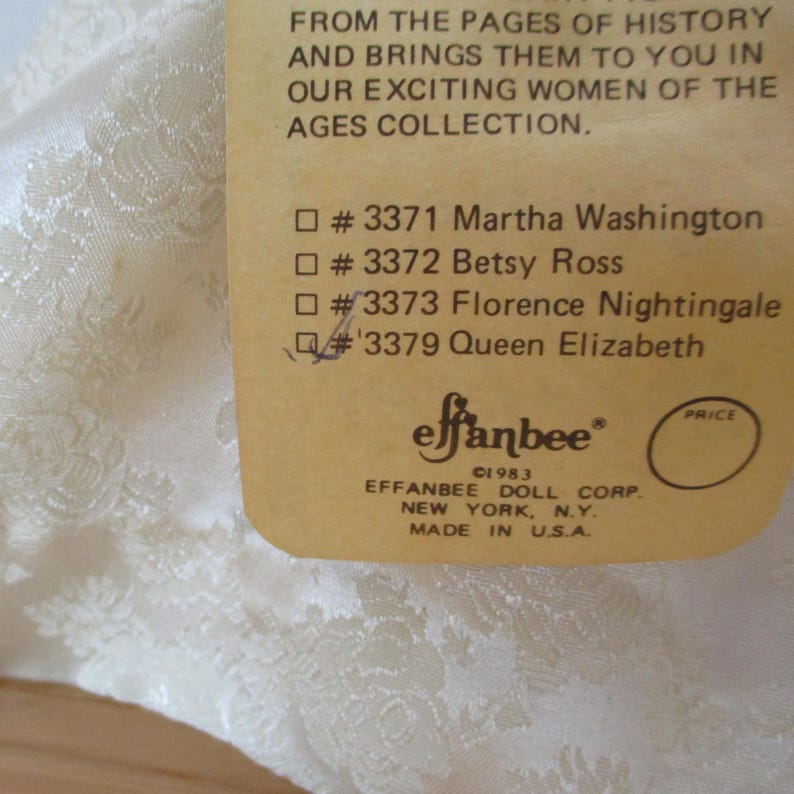 FROM THE PAGES OF HISTORY
AND BRINGS THEM TO YOU IN
OUR EXCITING WOMEN OF THE
AGES COLLECTION.
☐ # 3371 Martha Washington
☐ # 3372 Betsy Ross
☐ # 3373 Florence Nightingale
☑ # 3379 Queen Elizabeth
effanbee®
PRICE
©1983
EFFANBEE DOLL CORP.
NEW YORK, N.Y.
MADE IN U.S.A.